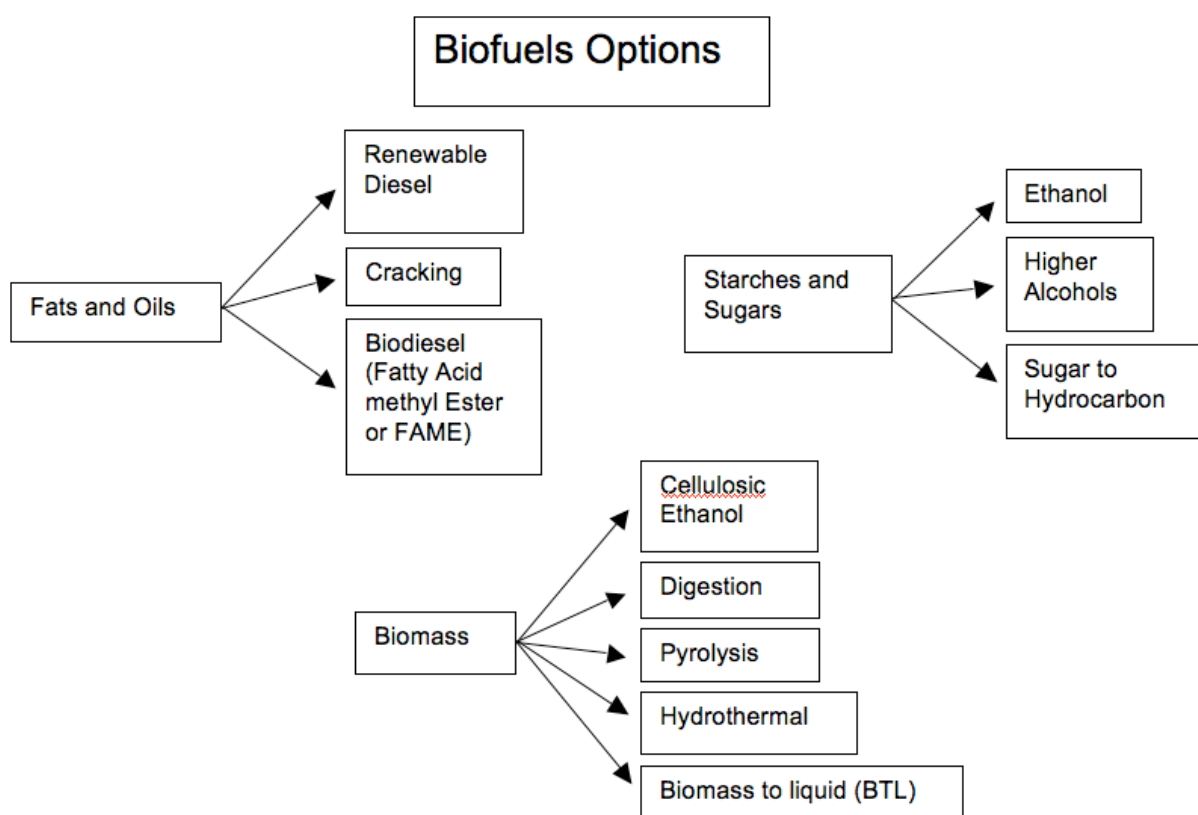 Biofuels Options
Renewable
Diesel
Cracking
Fats and Oils
Biodiesel
(Fatty Acid
methyl Ester
or FAME)
Ethanol
Starches and
Sugars
Higher
Alcohols
Sugar to
Hydrocarbon
Cellulosic
Ethanol
Digestion
Biomass
Pyrolysis
Hydrothermal
Biomass to liquid (BTL)